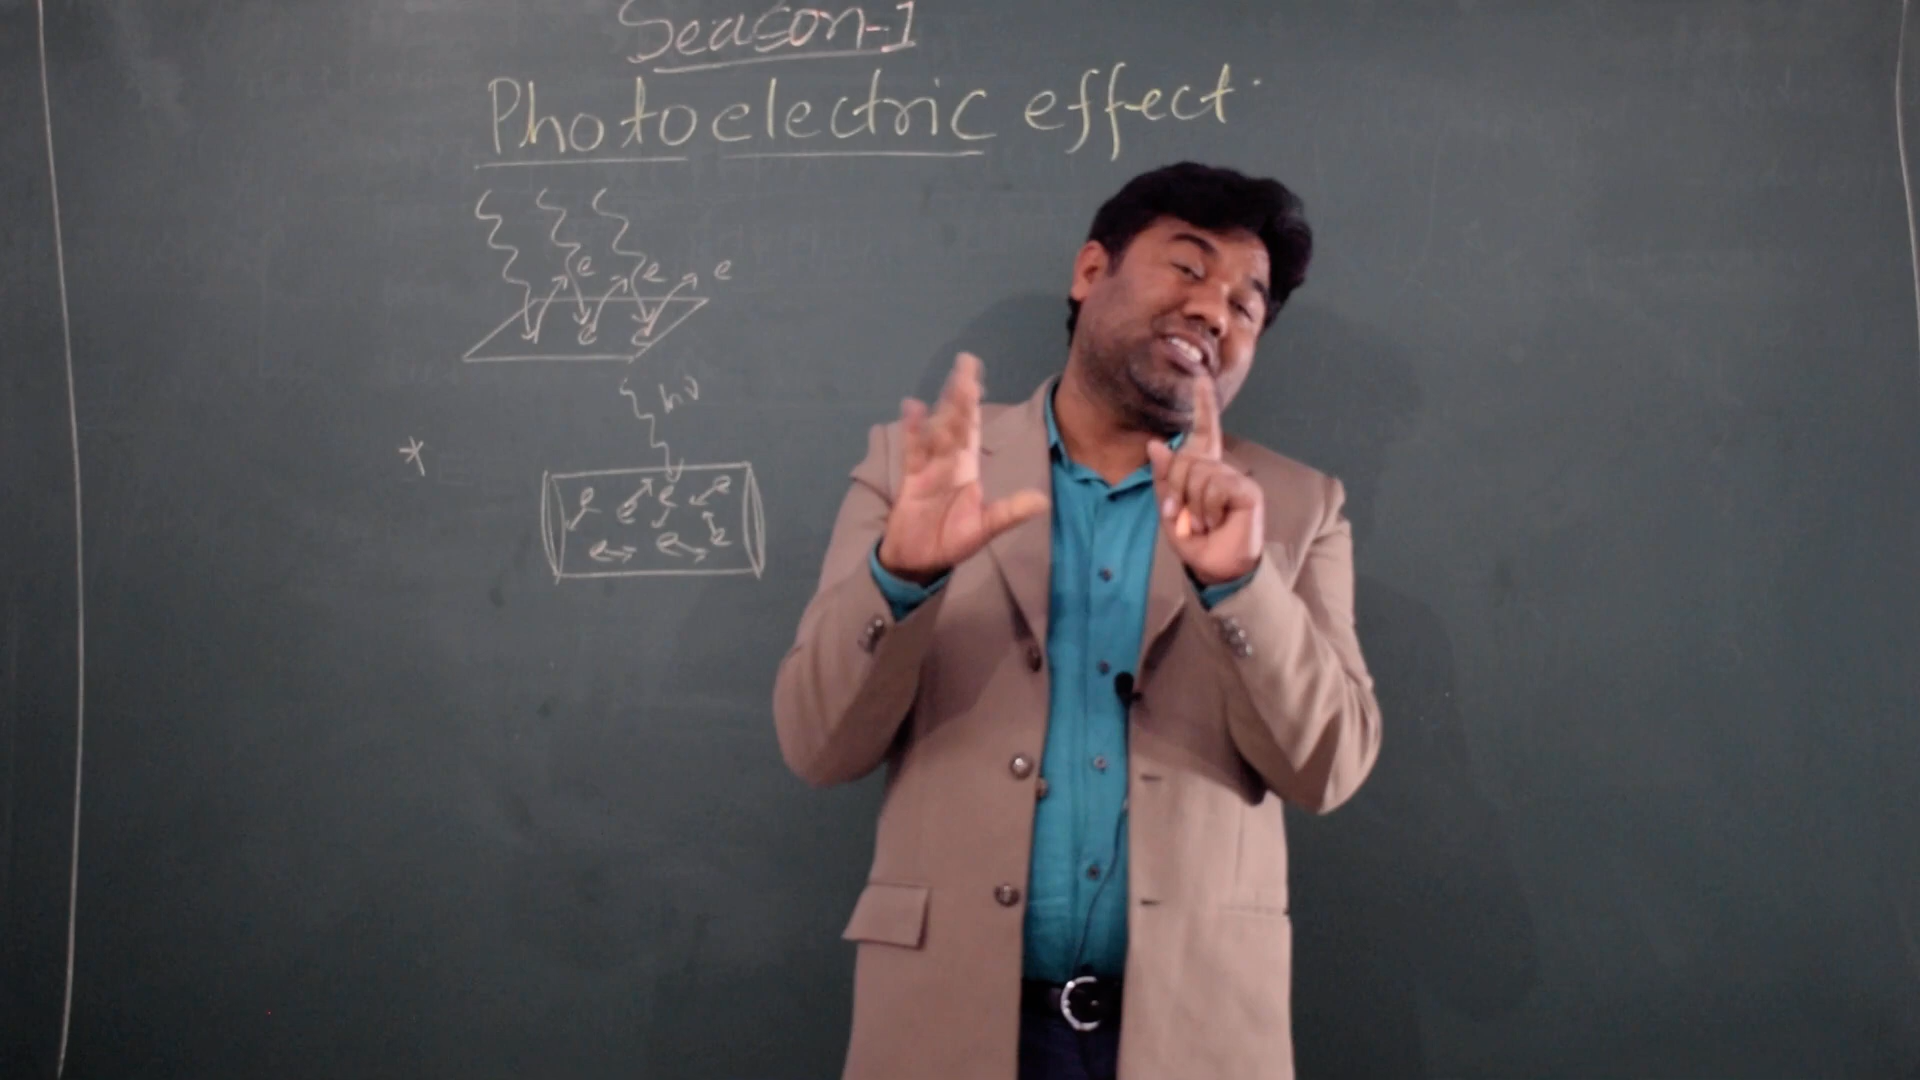 Season-1
Photoelectric effect.
e e e
e e
hν
*
e e e e
e e e